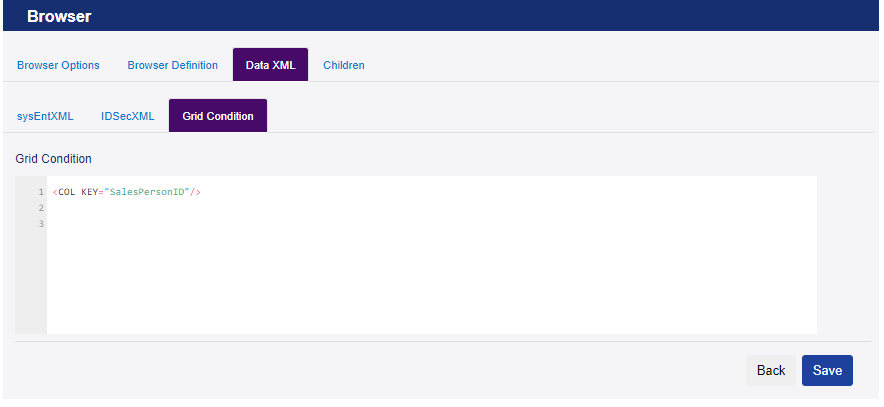 Browser
Browser Options Browser Definition Data XML Children
sysEntXML IDSecXML Grid Condition
Grid Condition
1 <COL KEY="SalesPersonID"/>
2
3
Back Save